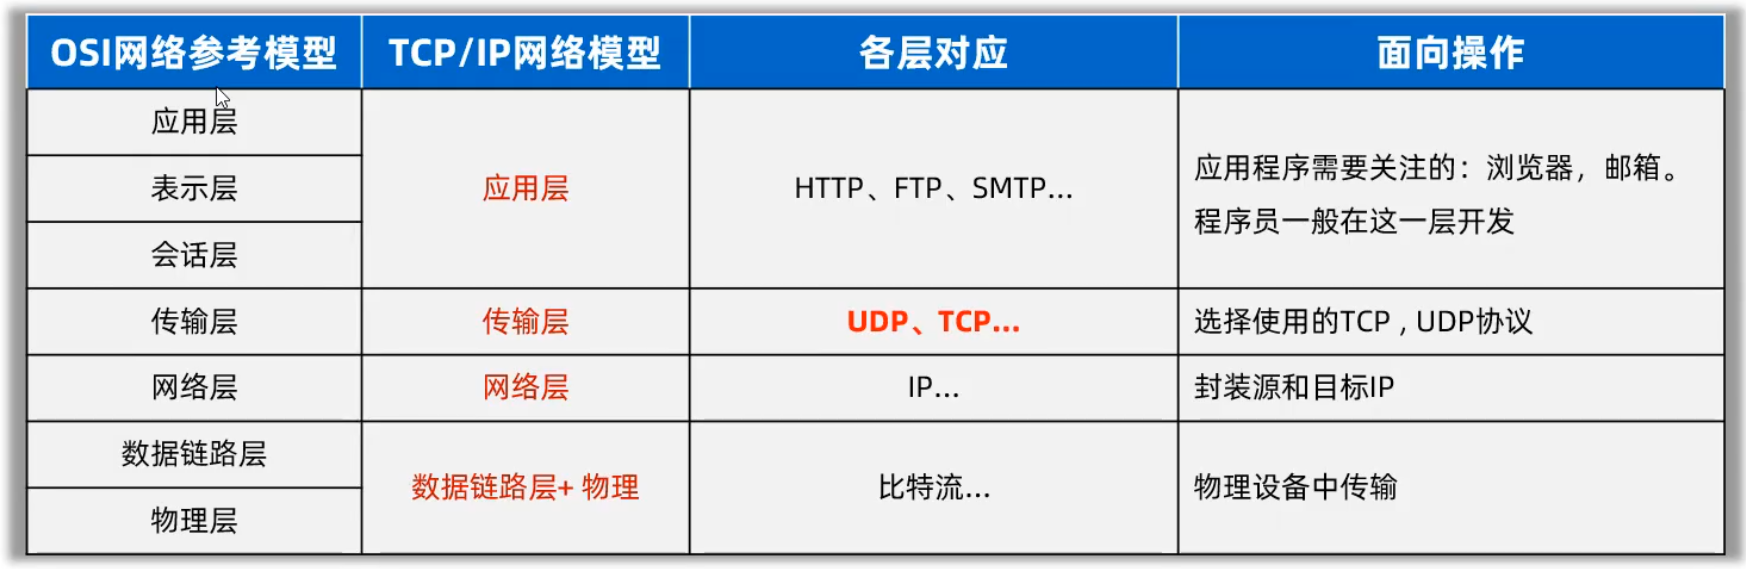 OSI网络参考模型
TCP/IP网络模型
各层对应
面向操作
应用层
表示层
会话层
应用层
HTTP、FTP、SMTP...
应用程序需要关注的：浏览器，邮箱。
程序员一般在这一层开发
传输层
传输层
UDP、TCP...
选择使用的TCP , UDP协议
网络层
网络层
IP...
封装源和目标IP
数据链路层
物理层
数据链路层+ 物理
比特流...
物理设备中传输